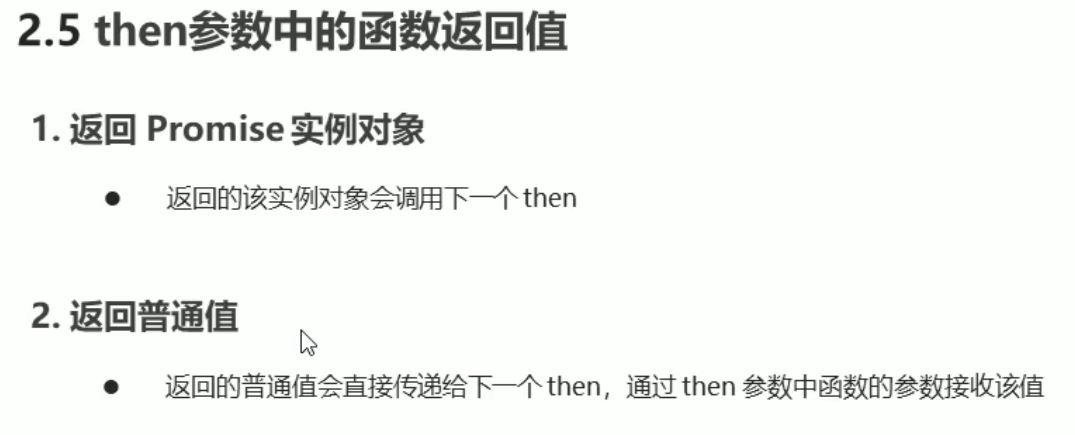 2.5 then参数中的函数返回值
1. 返回 Promise 实例对象
● 返回的该实例对象会调用下一个 then
2. 返回普通值
● 返回的普通值会直接传递给下一个 then，通过 then 参数中函数的参数接收该值